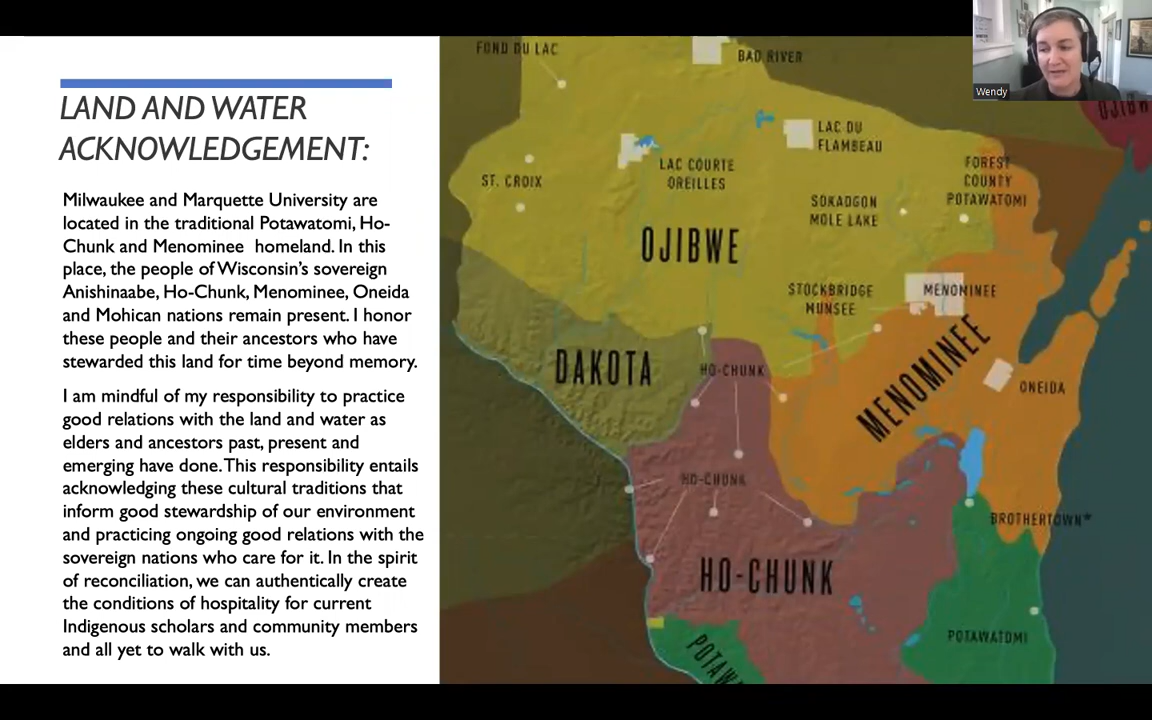 LAND AND WATER
ACKNOWLEDGEMENT:
Milwaukee and Marquette University are
located in the traditional Potawatomi, Ho-
Chunk and Menominee homeland. In this
place, the people of Wisconsin's sovereign
Anishinaabe, Ho-Chunk, Menominee, Oneida
and Mohican nations remain present. I honor
these people and their ancestors who have
stewarded this land for time beyond memory.
I am mindful of my responsibility to practice
good relations with the land and water as
elders and ancestors past, present and
emerging have done. This responsibility entails
acknowledging these cultural traditions that
inform good stewardship of our environment
and practicing ongoing good relations with the
sovereign nations who care for it. In the spirit
of reconciliation, we can authentically create
the conditions of hospitality for current
Indigenous scholars and community members
and all yet to walk with us.
FOND DU LAC
BAD RIVER
LAC DU
FLAMBEAU
LAC COURTE
OREILLES
ST. CROIX
FOREST
COUNTY
POTAWATOMI
SOKAOGON
MOLE LAKE
OJIBWE
STOCKBRIDGE
MUNSEE
MENOMINEE
DAKOTA
HO-CHUNK
MENOMINEE
ONEIDA
HO-CHUNK
BROTHERTOWN*
HO-CHUNK
POTAWATOMI
POTAW
OJIBW
Wendy